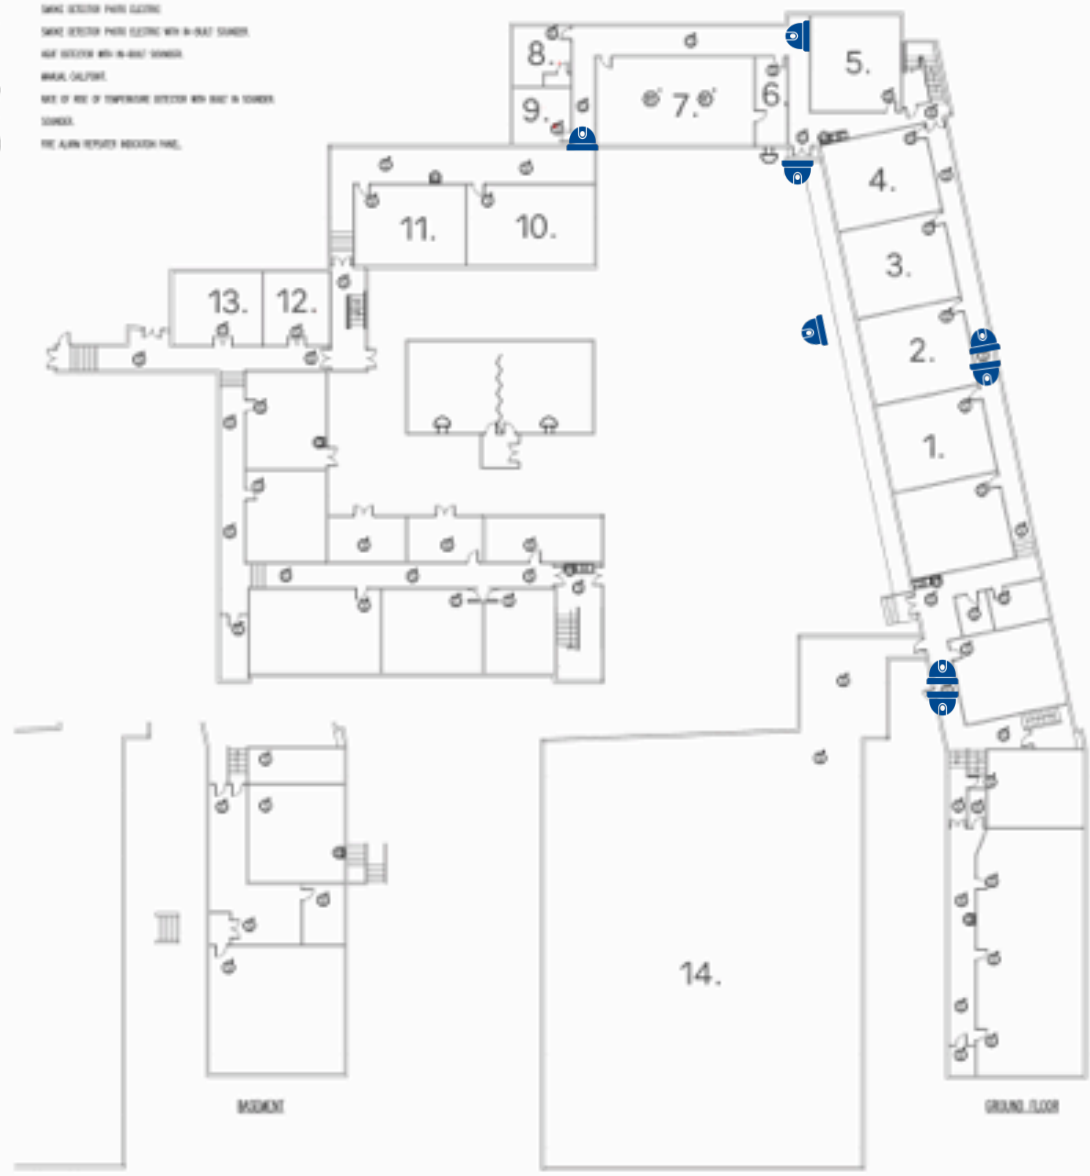 SMOKE DETECTOR PHOTO ELECTRIC
SMOKE DETECTOR PHOTO ELECTRIC WITH IN-BUILT SOUNDER.
HEAT DETECTOR WITH IN-BUILT SOUNDER.
MANUAL CALLPOINT.
RATE OF RISE OF TEMPERATURE DETECTOR WITH BUILT IN SOUNDER
SOUNDER.
FIRE ALARM REPEATER INDICATOR PANEL.
8.
5.
9.
7.
6.
4.
11.
10.
3.
13.
12.
2.
1.
14.
BASEMENT
GROUND FLOOR